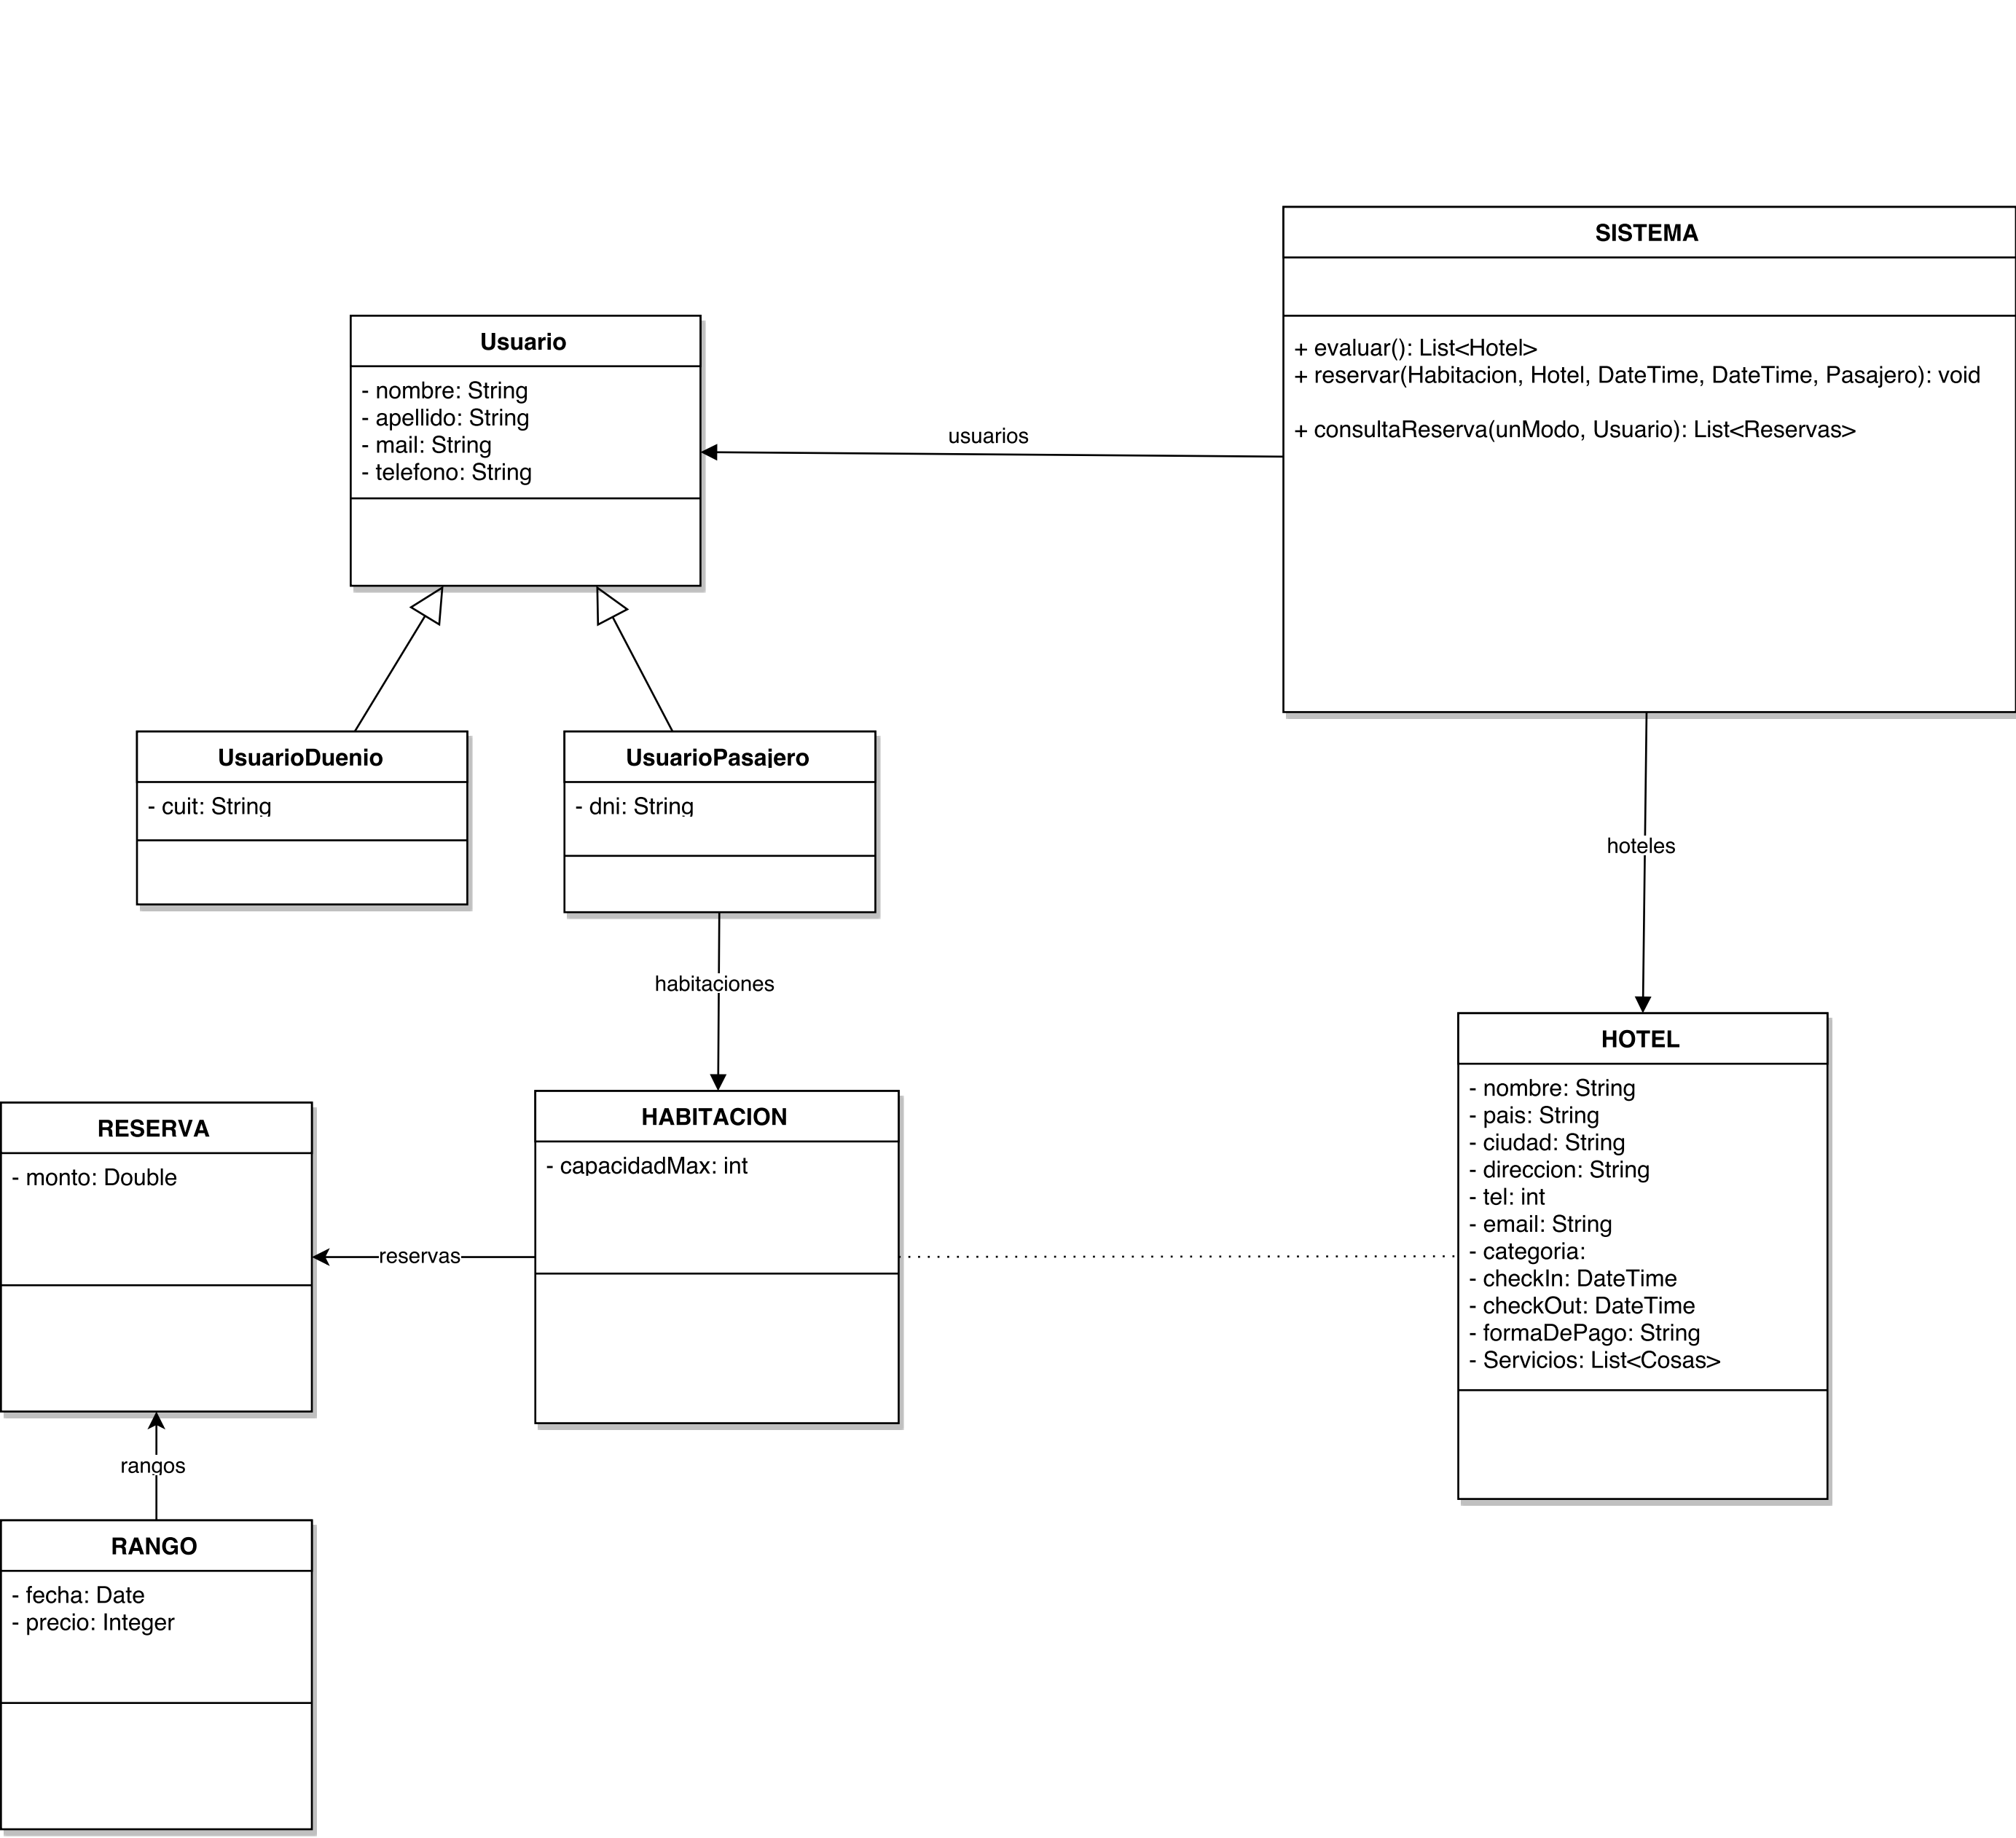 SISTEMA
+ evaluar(): List<Hotel>
+ reservar(Habitacion, Hotel, DateTime, DateTime, Pasajero): void
+ consultaReserva(unModo, Usuario): List<Reservas>
Usuario
- nombre: String
- apellido: String
- mail: String
- telefono: String
usuarios
UsuarioDuenio
- cuit: String
UsuarioPasajero
- dni: String
hoteles
habitaciones
HOTEL
- nombre: String
- pais: String
- ciudad: String
- direccion: String
- tel: int
- email: String
- categoria:
- checkIn: DateTime
- checkOut: DateTime
- formaDePago: String
- Servicios: List<Cosas>
HABITACION
- capacidadMax: int
RESERVA
- monto: Double
reservas
rangos
RANGO
- fecha: Date
- precio: Integer